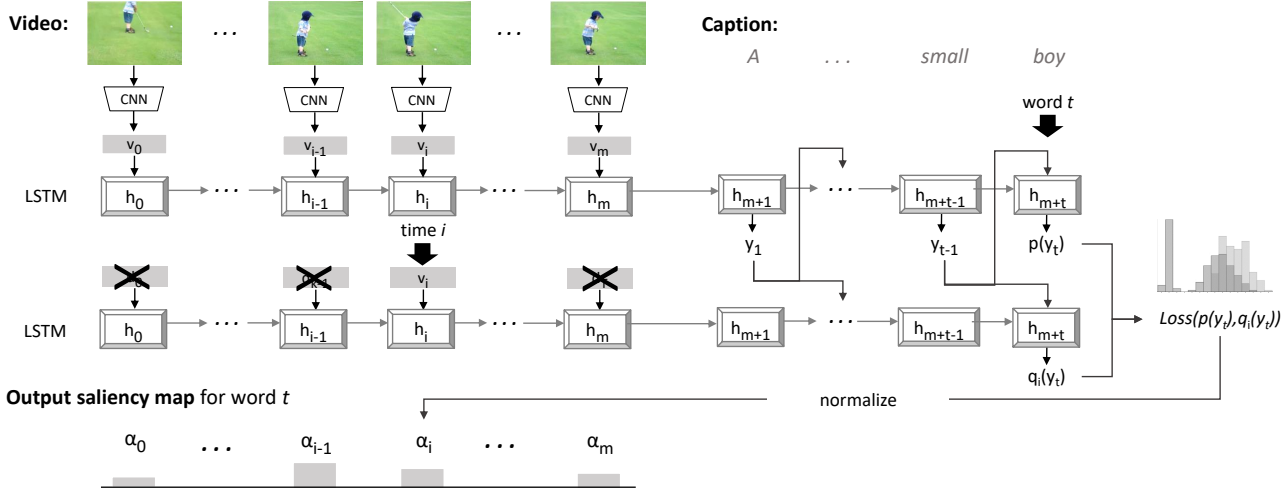 Video: . . . . . . Caption:
A . . . small boy
CNN CNN CNN CNN
word t
v0 vi-1 vi vm
LSTM h0 . . . hi-1 hi . . . hm hm+1 . . . hm+t-1 hm+t
time i y1 yt-1 p(yt)
vi
LSTM h0 . . . hi-1 hi . . . hm hm+1 . . . hm+t-1 hm+t
Loss(p(yt),qi(yt))
qi(yt)
Output saliency map for word t
normalize
α0 . . . αi-1 αi . . . αm